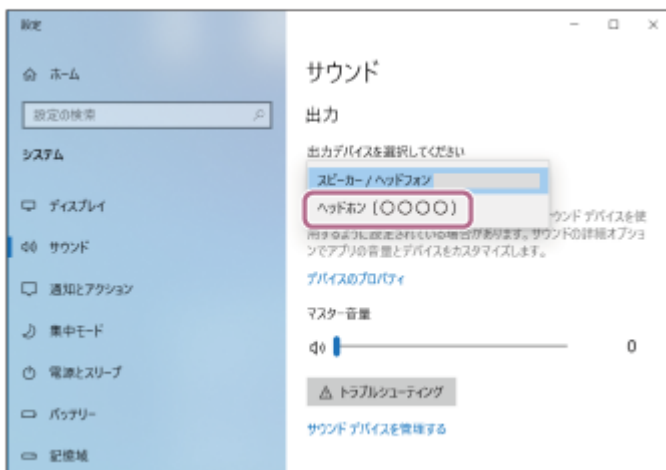 設定
ホーム
設定の検索
システム
ディスプレイ
サウンド
通知とアクション
集中モード
電源とスリープ
バッテリー
記憶域
サウンド
出力
出力デバイスを選択してください
スピーカー / ヘッドフォン
ヘッドホン (〇〇〇〇)
ウンド デバイスを使
用するように設定されている場合があります。サウンドの詳細オプショ
ンでアプリの音量とデバイスをカスタマイズします。
デバイスのプロパティ
マスター音量
0
トラブルシューティング
サウンド デバイスを管理する